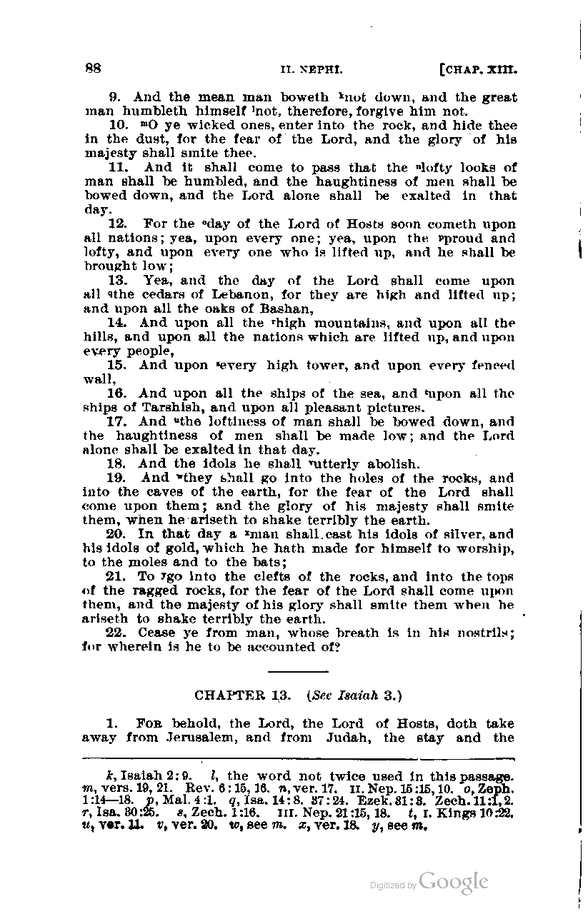 88 II. NEPHI. [CHAP. XIII.
9. And the mean man boweth ᵏnot down, and the great
man humbleth himself ˡnot, therefore, forgive him not.
10. ᵐO ye wicked ones, enter into the rock, and hide thee
in the dust, for the fear of the Lord, and the glory of his
majesty shall smite thee.
11. And it shall come to pass that the ⁿlofty looks of
man shall be humbled, and the haughtiness of men shall be
bowed down, and the Lord alone shall be exalted in that
day.
12. For the ᵒday of the Lord of Hosts soon cometh upon
all nations; yea, upon every one; yea, upon the ᵖproud and
lofty, and upon every one who is lifted up, and he shall be
brought low;
13. Yea, and the day of the Lord shall come upon
all qthe cedars of Lebanon, for they are high and lifted up;
and upon all the oaks of Bashan,
14. And upon all the ʳhigh mountains, and upon all the
hills, and upon all the nations which are lifted up, and upon
every people,
15. And upon ˢevery high tower, and upon every fenced
wall,
16. And upon all the ships of the sea, and ᵗupon all the
ships of Tarshish, and upon all pleasant pictures.
17. And ᵘthe loftiness of man shall be bowed down, and
the haughtiness of men shall be made low; and the Lord
alone shall be exalted in that day.
18. And the idols he shall ᵛutterly abolish.
19. And ʷthey shall go into the holes of the rocks, and
into the caves of the earth, for the fear of the Lord shall
come upon them; and the glory of his majesty shall smite
them, when he ariseth to shake terribly the earth.
20. In that day a ˣman shall cast his idols of silver, and
his idols of gold, which he hath made for himself to worship,
to the moles and to the bats;
21. To ʸgo into the clefts of the rocks, and into the tops
of the ragged rocks, for the fear of the Lord shall come upon
them, and the majesty of his glory shall smite them when he
ariseth to shake terribly the earth.
22. Cease ye from man, whose breath is in his nostrils;
for wherein is he to be accounted of?
CHAPTER 13. (See Isaiah 3.)
1. FOR behold, the Lord, the Lord of Hosts, doth take
away from Jerusalem, and from Judah, the stay and the
k, Isaiah 2:9. l, the word not twice used in this passage.
m, vers. 19, 21. Rev. 6:15, 16. n, ver. 17. II. Nep. 15:15, 10. o, Zeph.
1:14—18. p, Mal. 4:1. q, Isa. 14:8. 37:24. Ezek. 31:3. Zech. 11:1, 2.
r, Isa. 30:25. s, Zech. 1:16. III. Nep. 21:15, 18. t, I. Kings 10:22.
u, ver. 11. v, ver. 20. w, see m. x, ver. 18. y, see m.
Digitized by Google